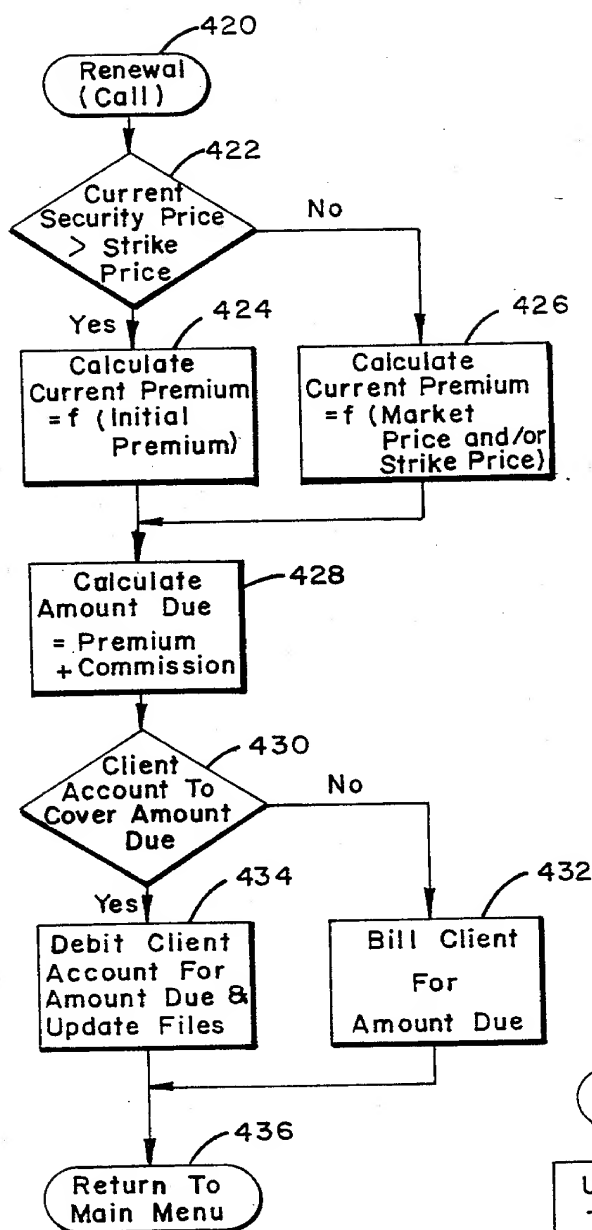 420
Renewal
(Call)
422
Current
Security Price
> Strike
Price
No
Yes
424
426
Calculate
Current Premium
= f (Initial
Premium)
Calculate
Current Premium
= f (Market
Price and/or
Strike Price)
428
Calculate
Amount Due
= Premium
+ Commission
430
Client
Account To
Cover Amount
Due
No
Yes
434
432
Debit Client
Account For
Amount Due &
Update Files
Bill Client
For
Amount Due
436
Return To
Main Menu